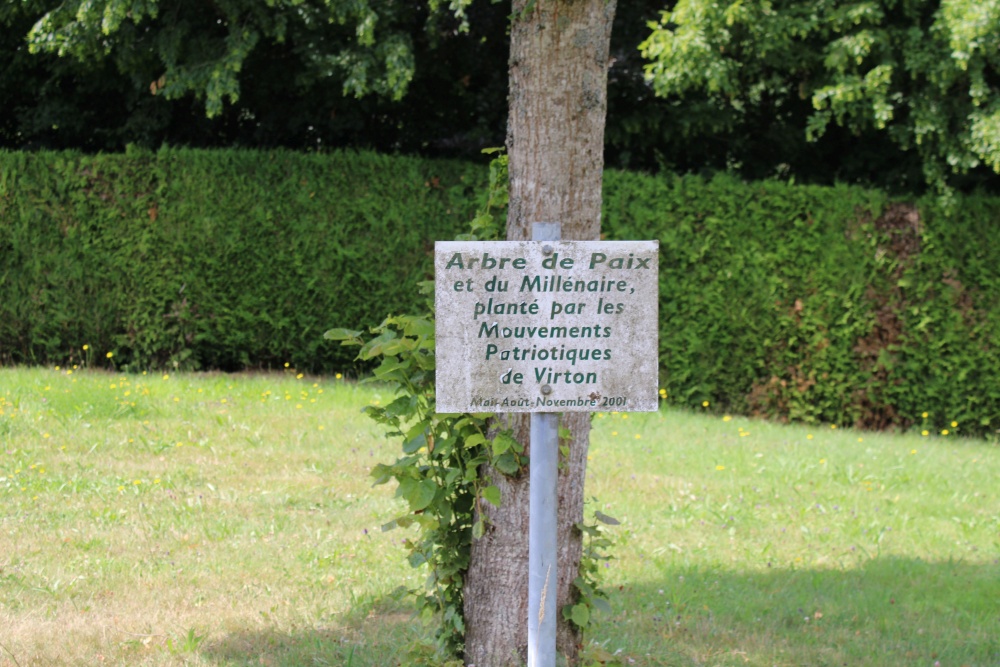 Arbre de Paix
et du Millénaire,
planté par les
Mouvements
Patriotiques
de Virton
Mai-Août-Novembre 2001